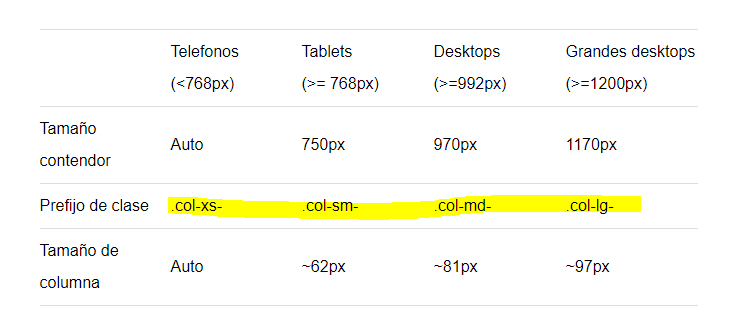 Telefonos Tablets Desktops Grandes desktops
(<768px) (>= 768px) (>=992px) (>=1200px)
Tamaño
contendor
Auto 750px 970px 1170px
Prefijo de clase .col-xs- .col-sm- .col-md- .col-lg-
Tamaño de
columna
Auto ~62px ~81px ~97px